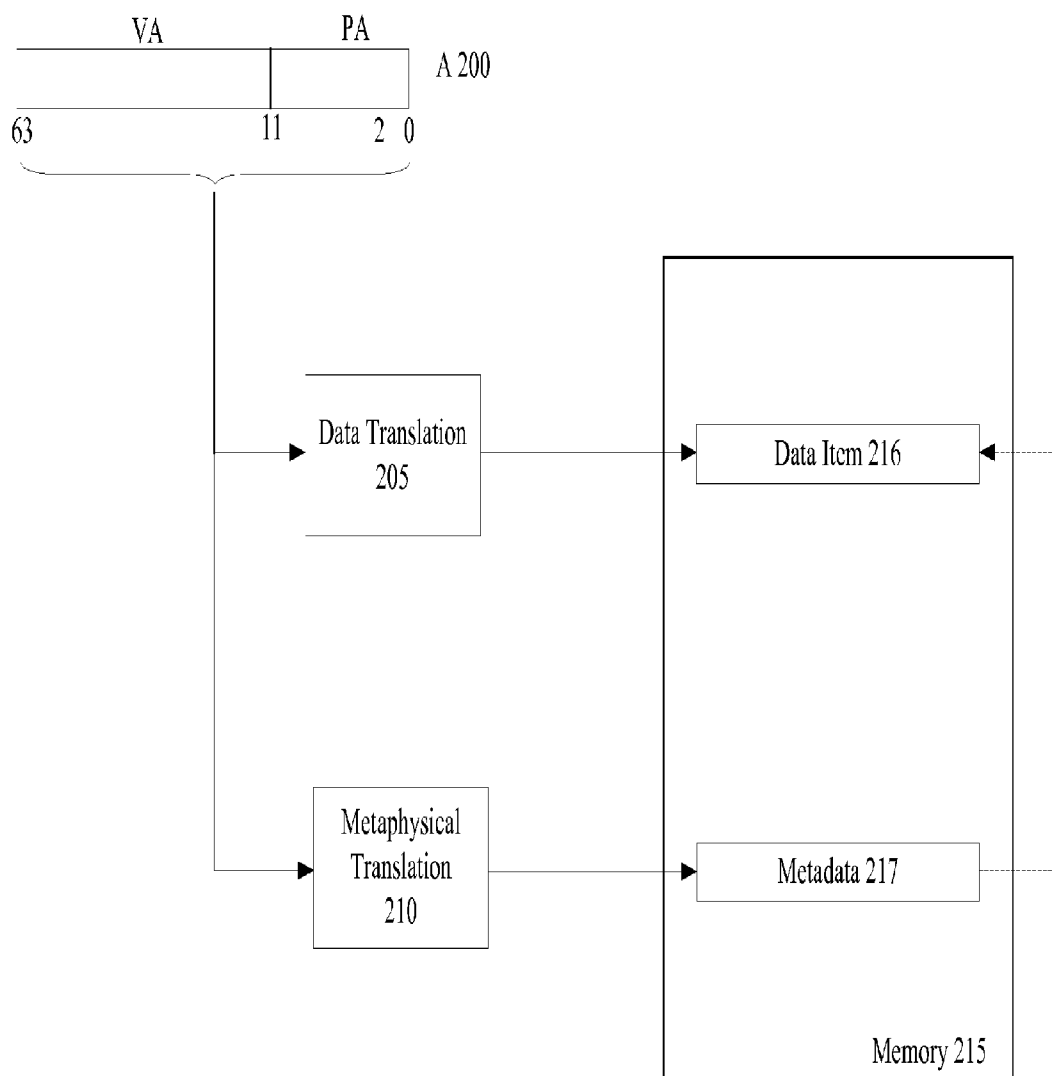 VA PA
A 200
63 11 2 0
Data Translation
205
Data Item 216
Metaphysical
Translation
210
Metadata 217
Memory 215